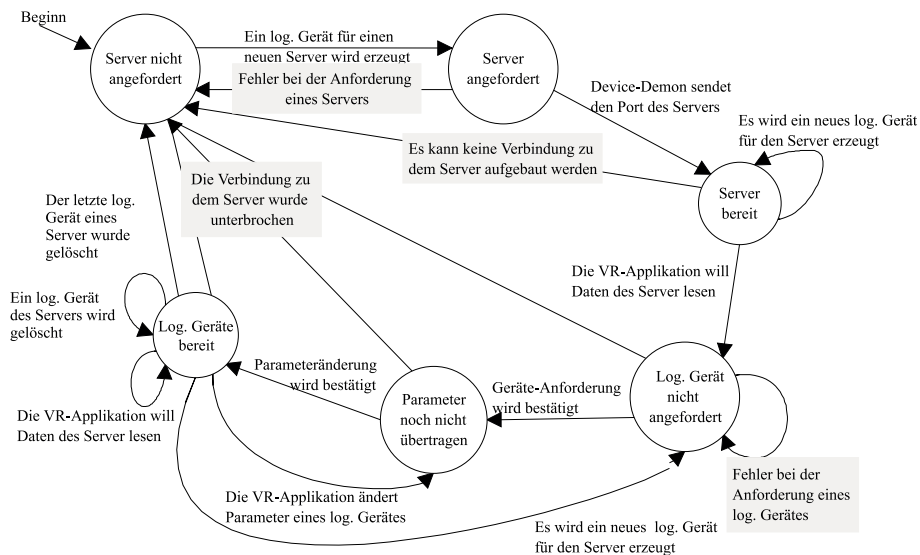 Beginn
Server nicht
angefordert
Ein log. Gerät für einen
neuen Server wird erzeugt
Server
angefordert
Fehler bei der Anforderung
eines Servers
Device-Demon sendet
den Port des Servers
Es wird ein neues log. Gerät
für den Server erzeugt
Es kann keine Verbindung zu
dem Server aufgebaut werden
Die Verbindung zu
dem Server wurde
unterbrochen
Server
bereit
Der letzte log.
Gerät eines
Server wurde
gelöscht
Die VR-Applikation will
Daten des Server lesen
Ein log. Gerät
des Servers wird
gelöscht
Log. Geräte
bereit
Parameteränderung
wird bestätigt
Geräte-Anforderung
wird bestätigt
Log. Gerät
nicht
angefordert
Parameter
noch nicht
übertragen
Die VR-Applikation will
Daten des Server lesen
Fehler bei der
Anforderung eines
log. Gerätes
Die VR-Applikation ändert
Parameter eines log. Gerätes
Es wird ein neues log. Gerät
für den Server erzeugt